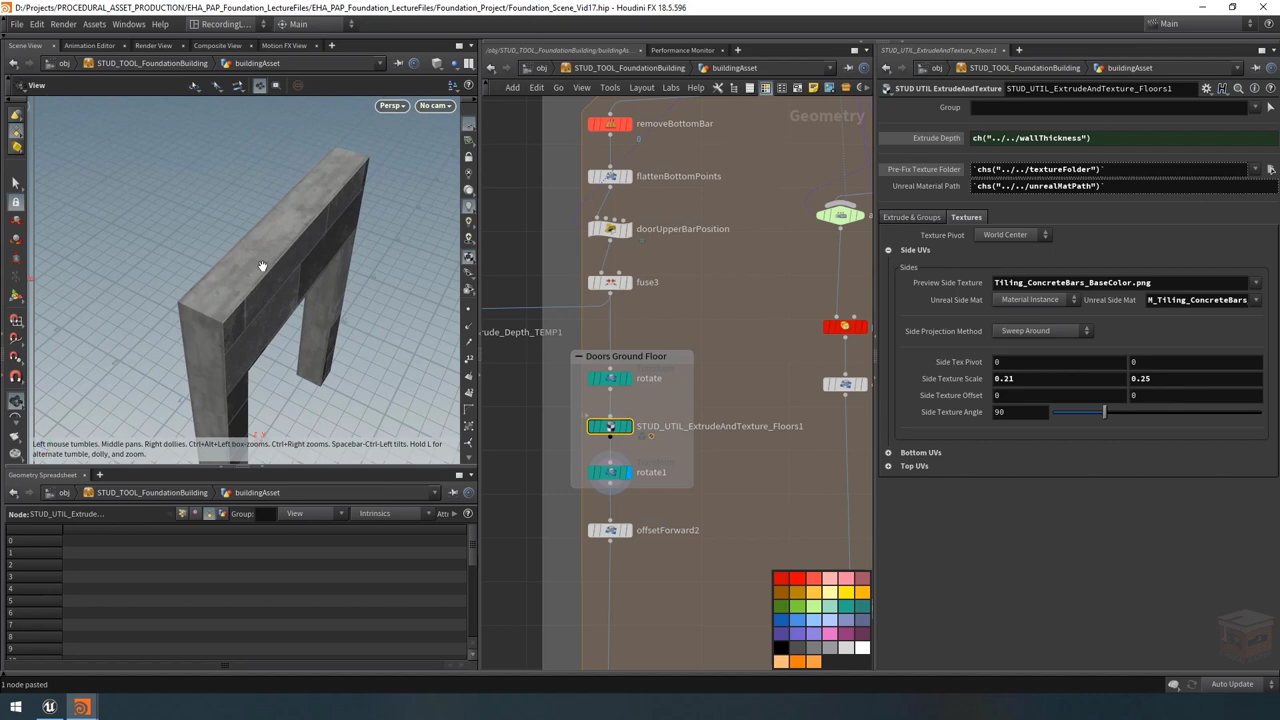 D:/Projects/PROCEDURAL_ASSET_PRODUCTION/EHA_PAP_Foundation_LectureFiles/EHA_PAP_Foundation_LectureFiles/Foundation_Project/Foundation_Scene_Vid17.hip - Houdini FX 18.5.596
File Edit Render Assets Windows Help RecordingL... Main Main
Scene View Animation Editor Render View Composite View Motion FX View
obj STUD_TOOL_FoundationBuilding buildingAsset
View
Persp No cam
Left mouse tumbles. Middle pans. Right dollies. Ctrl+Alt+Left box-zooms. Ctrl+Right zooms. Spacebar-Ctrl-Left tilts. Hold L for
alternate tumble, dolly, and zoom.
Geometry Spreadsheet
obj STUD_TOOL_FoundationBuilding buildingAsset
Node: STUD_UTIL_Extrude... Group: View Intrinsics Attri
0
1
2
3
4
5
6
7
8
9
1 node pasted
/obj/STUD_TOOL_FoundationBuilding/buildingAs... Performance Monitor
obj STUD_TOOL_FoundationBuilding buildingAsset
Add Edit Go View Tools Layout Labs Help
Geometry
removeBottomBar
flattenBottomPoints
doorUpperBarPosition
fuse3
rude_Depth_TEMP1
Doors Ground Floor
rotate
STUD_UTIL_ExtrudeAndTexture_Floors1
rotate1
offsetForward2
STUD_UTIL_ExtrudeAndTexture_Floors1
obj STUD_TOOL_FoundationBuilding buildingAsset
STUD UTIL ExtrudeAndTexture STUD_UTIL_ExtrudeAndTexture_Floors1
Group
Extrude Depth ch("../../wallThickness")
Pre-Fix Texture Folder `chs("../../textureFolder")`
Unreal Material Path `chs("../../unrealMatPath")`
Extrude & Groups Textures
Texture Pivot World Center
Side UVs
Sides
Preview Side Texture Tiling_ConcreteBars_BaseColor.png
Unreal Side Mat Material Instance Unreal Side Mat M_Tiling_ConcreteBars
Side Projection Method Sweep Around
Side Tex Pivot 0 0
Side Texture Scale 0.21 0.25
Side Texture Offset 0 0
Side Texture Angle 90
Bottom UVs
Top UVs
Auto Update